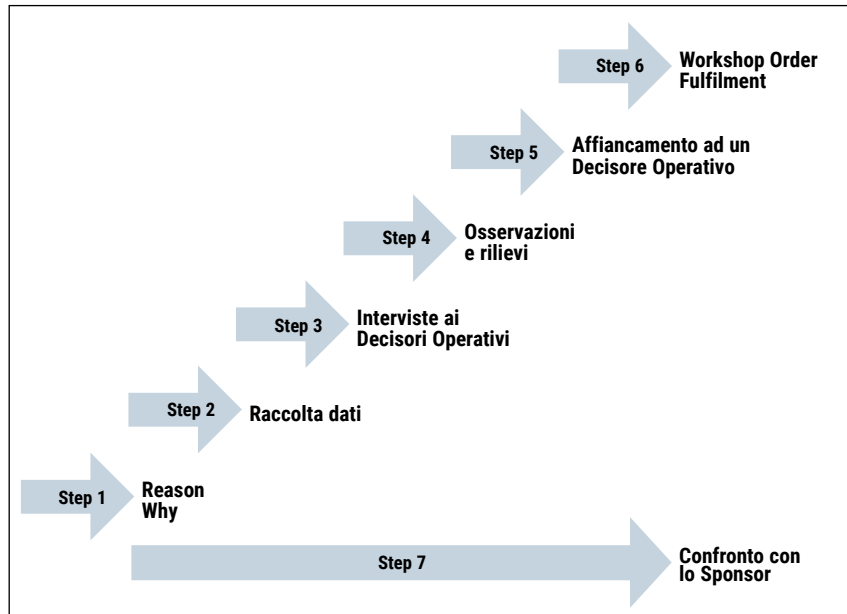 Step 6
Workshop Order
Fulfilment
Step 5
Affiancamento ad un
Decisore Operativo
Step 4
Osservazioni
e rilievi
Step 3
Interviste ai
Decisori Operativi
Step 2
Raccolta dati
Step 1
Reason
Why
Step 7
Confronto con
lo Sponsor